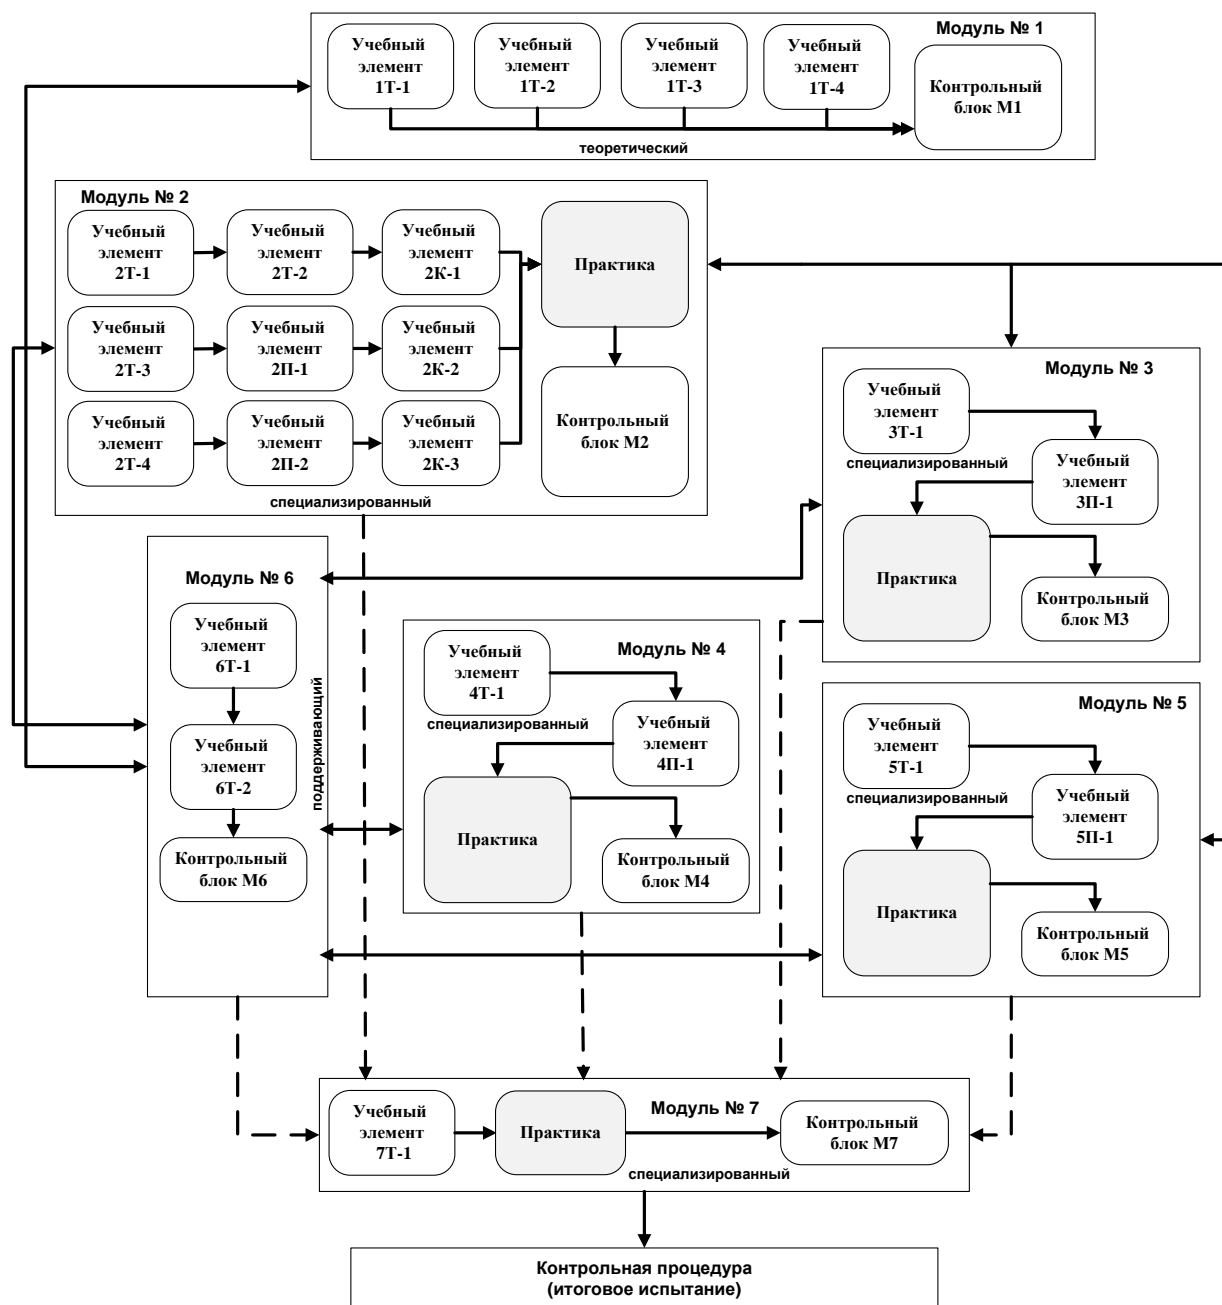 Модуль № 1
Учебный
элемент
1Т-1
Учебный
элемент
1Т-2
Учебный
элемент
1Т-3
Учебный
элемент
1Т-4
Контрольный
блок М1
теоретический
Модуль № 2
Учебный
элемент
2Т-1
Учебный
элемент
2Т-2
Учебный
элемент
2К-1
Практика
Учебный
элемент
2Т-3
Учебный
элемент
2П-1
Учебный
элемент
2К-2
Учебный
элемент
2Т-4
Учебный
элемент
2П-2
Учебный
элемент
2К-3
Контрольный
блок М2
специализированный
Модуль № 3
Учебный
элемент
3Т-1
специализированный
Учебный
элемент
3П-1
Практика
Контрольный
блок М3
Модуль № 6
Учебный
элемент
6Т-1
Учебный
элемент
6Т-2
Контрольный
блок М6
поддерживающий
Модуль № 4
Учебный
элемент
4Т-1
специализированный
Учебный
элемент
4П-1
Практика
Контрольный
блок М4
Модуль № 5
Учебный
элемент
5Т-1
специализированный
Учебный
элемент
5П-1
Практика
Контрольный
блок М5
Модуль № 7
Учебный
элемент
7Т-1
Практика
Контрольный
блок М7
специализированный
Контрольная процедура
(итоговое испытание)